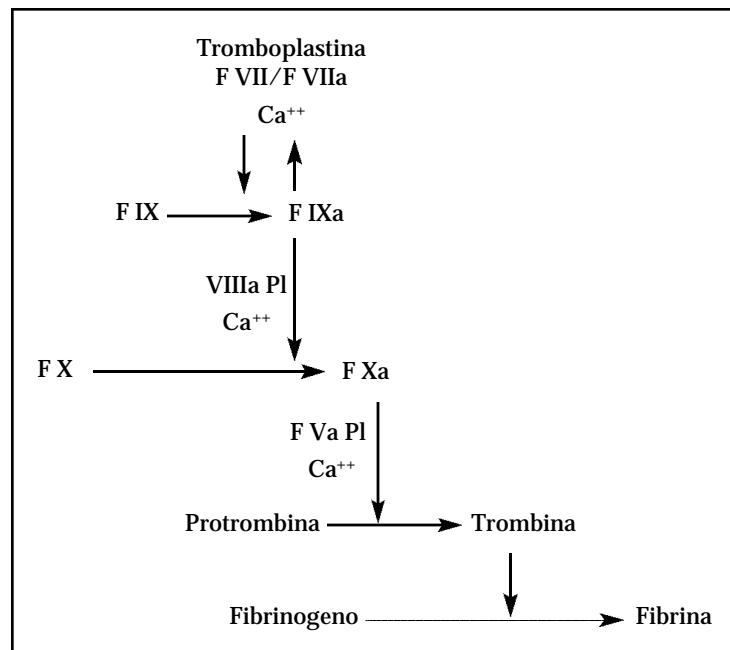 Tromboplastina
F VII/F VIIa
Ca⁺⁺
F IX F IXa
VIIIa Pl
Ca⁺⁺
F X F Xa
F Va Pl
Ca⁺⁺
Protrombina Trombina
Fibrinogeno Fibrina